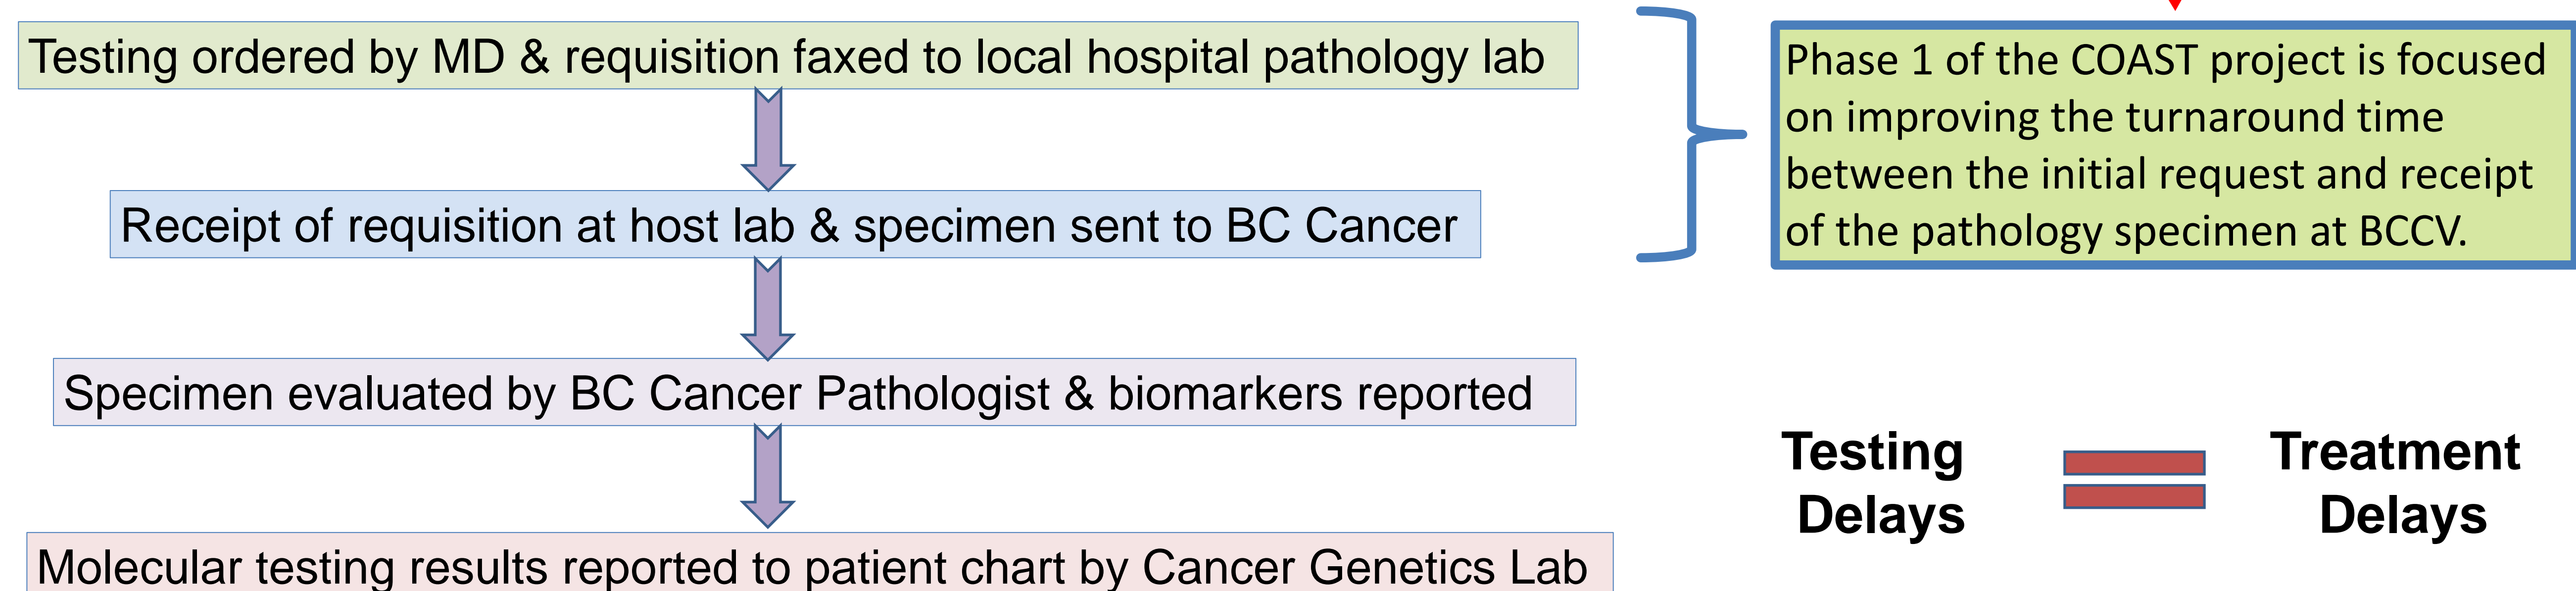 Testing ordered by MD & requisition faxed to local hospital pathology lab
Receipt of requisition at host lab & specimen sent to BC Cancer
Specimen evaluated by BC Cancer Pathologist & biomarkers reported
Molecular testing results reported to patient chart by Cancer Genetics Lab
Phase 1 of the COAST project is focused
on improving the turnaround time
between the initial request and receipt
of the pathology specimen at BCCV.
Testing
Delays
Treatment
Delays